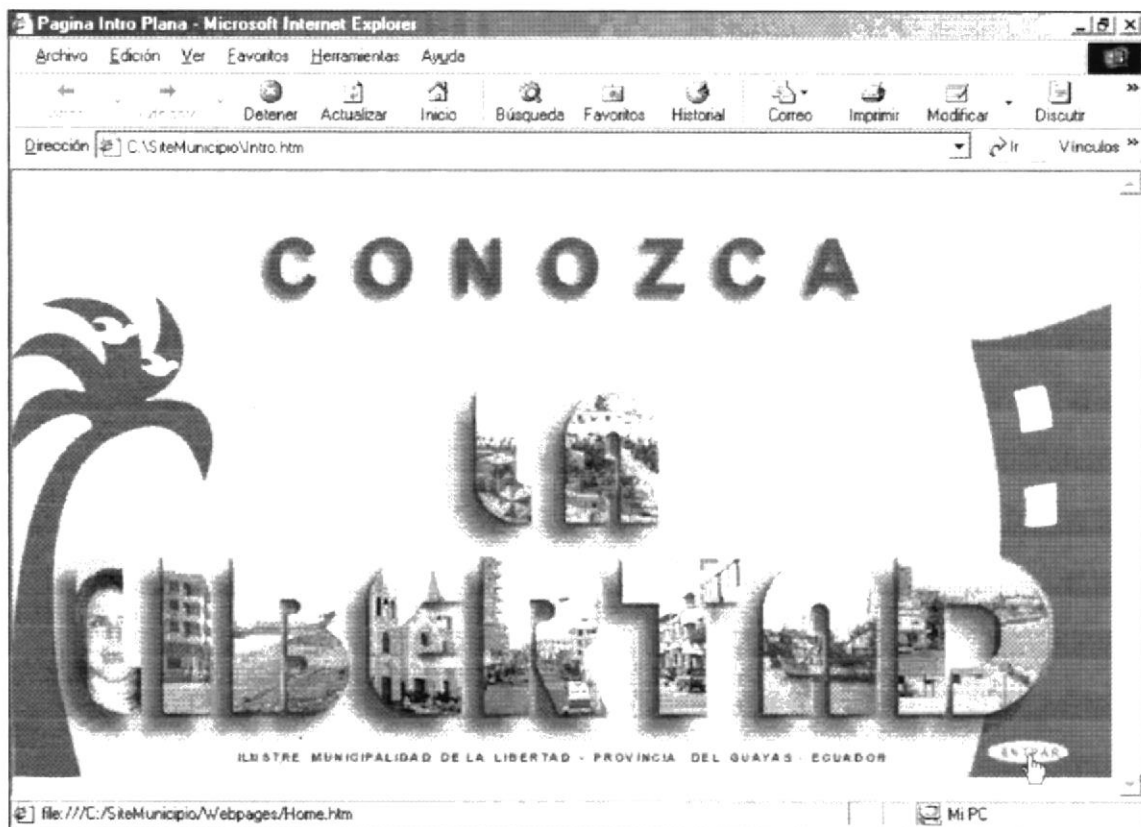 Pagina Intro Plana - Microsoft Internet Explorer
Archivo Edición Ver Favoritos Herramientas Ayuda
Detener Actualizar Inicio Búsqueda Favoritos Historial Correo Imprimir Modificar Discutir »
Dirección C:\SiteMunicipio\Intro.htm Ir Vínculos »
CONOZCA
LA
LIBERTAD
ILUSTRE MUNICIPALIDAD DE LA LIBERTAD - PROVINCIA DEL GUAYAS - ECUADOR
ENTRAR
file:///C:/SiteMunicipio/Webpages/Home.htm Mi PC